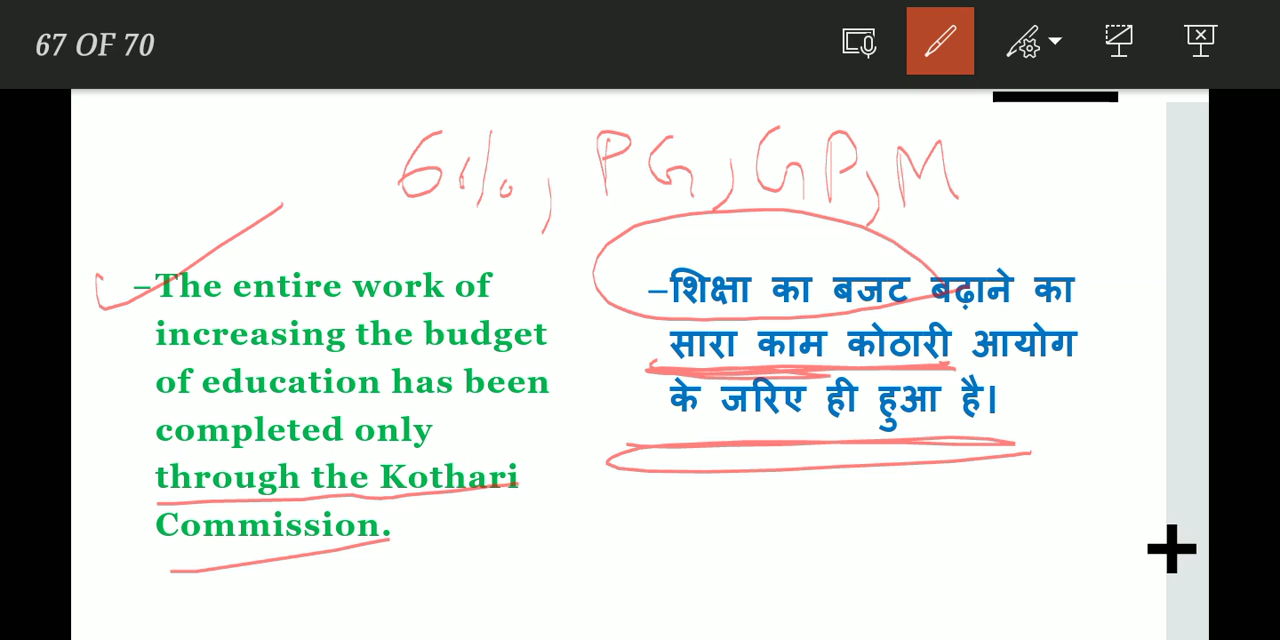 67 OF 70
6%, PG, GP, M
–The entire work of
increasing the budget
of education has been
completed only
through the Kothari
Commission.
–शिक्षा का बजट बढ़ाने का
सारा काम कोठारी आयोग
के जरिए ही हुआ है।